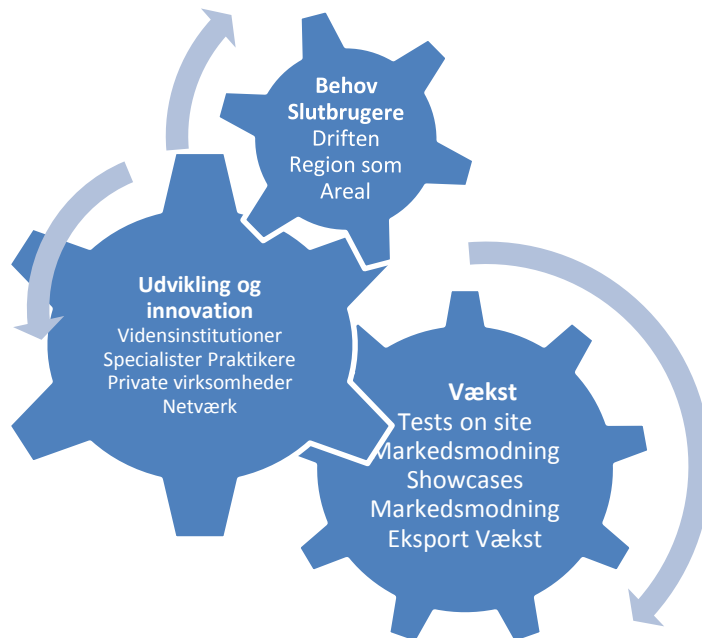 Behov
Slutbrugere
Driften
Region som
Areal
Udvikling og
innovation
Vidensinstitutioner
Specialister Praktikere
Private virksomheder
Netværk
Vækst
Tests on site
Markedsmodning
Showcases
Markedsmodning
Eksport Vækst